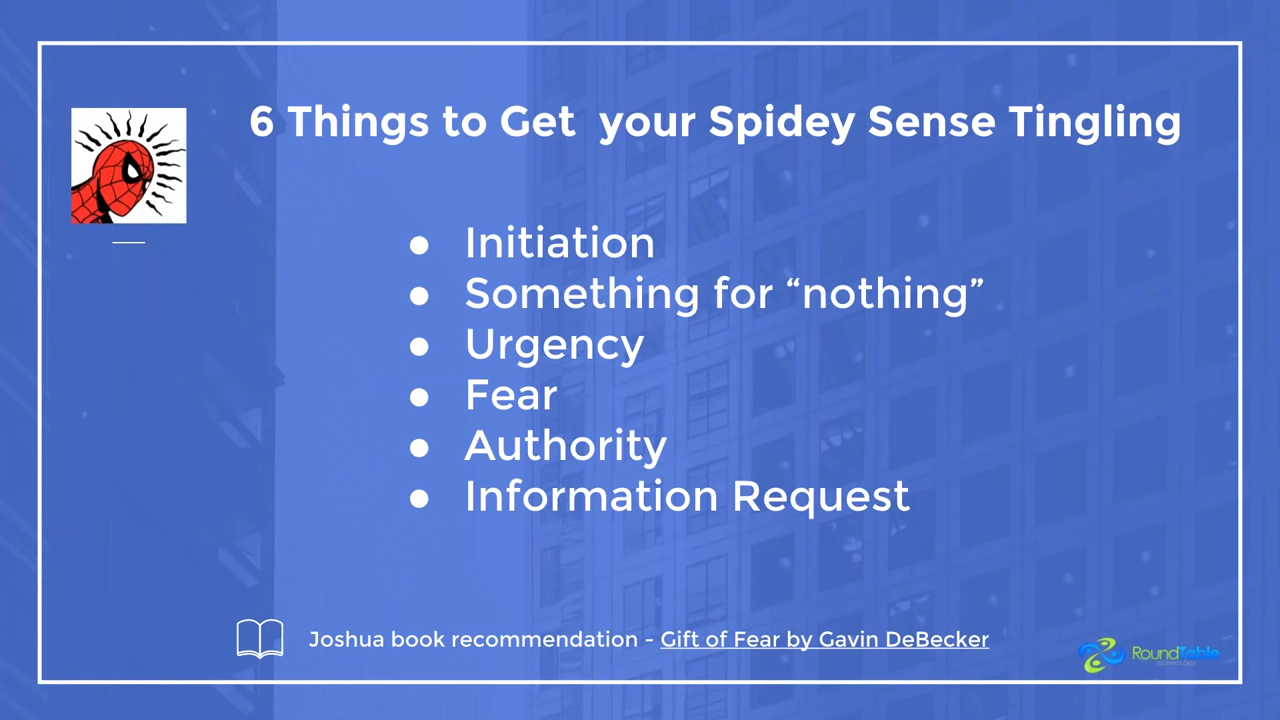 6 Things to Get  your Spidey Sense Tingling
● Initiation
● Something for “nothing”
● Urgency
● Fear
● Authority
● Information Request
Joshua book recommendation - Gift of Fear by Gavin DeBecker
RoundTable
TECHNOLOGY